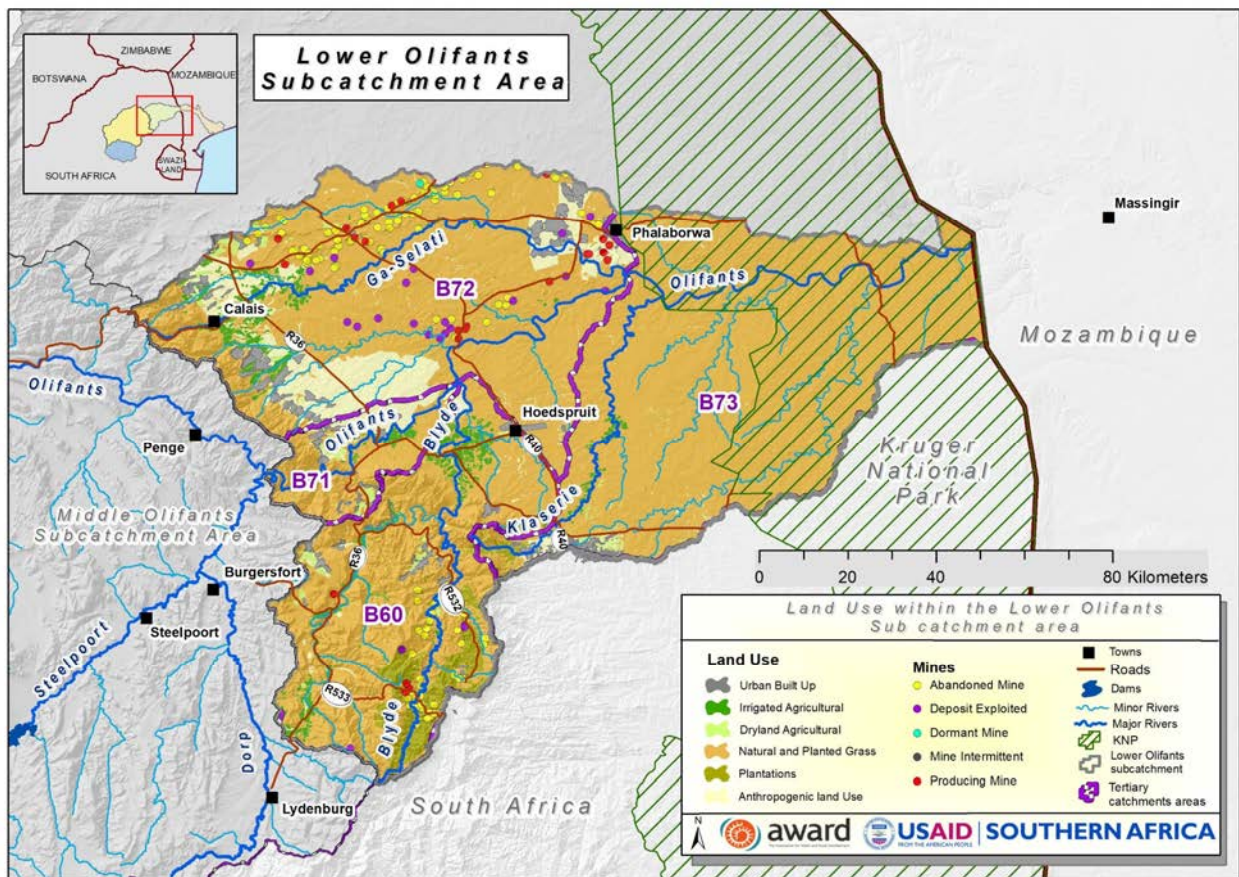 Lower Olifants
Subcatchment Area
ZIMBABWE
BOTSWANA
MOZAMBIQUE
SWAZI
LAND
SOUTH AFRICA
Massingir
Phalaborwa
Ga-Selati
Olifants
B72
Calais
R36
Mozambique
Olifants
B73
Hoedspruit
Olifants
Blyde
R40
Penge
Kruger
National
Park
B71
Klaserie
Middle Olifants
Subcatchment Area
R36
R40
Burgersfort
0 20 40 80 Kilometers
B60
R532
Steelpoort
Steelpoort
R533
Blyde
Dorp
Lydenburg
South Africa
Land Use within the Lower Olifants
Sub catchment area
Land Use
Urban Built Up
Irrigated Agricultural
Dryland Agricultural
Natural and Planted Grass
Plantations
Anthropogenic land Use
Mines
Abandoned Mine
Deposit Exploited
Dormant Mine
Mine Intermittent
Producing Mine
Towns
Roads
Dams
Minor Rivers
Major Rivers
KNP
Lower Olifants
subcatchment
Tertiary
catchments areas
N
award
USAID
FROM THE AMERICAN PEOPLE
SOUTHERN AFRICA